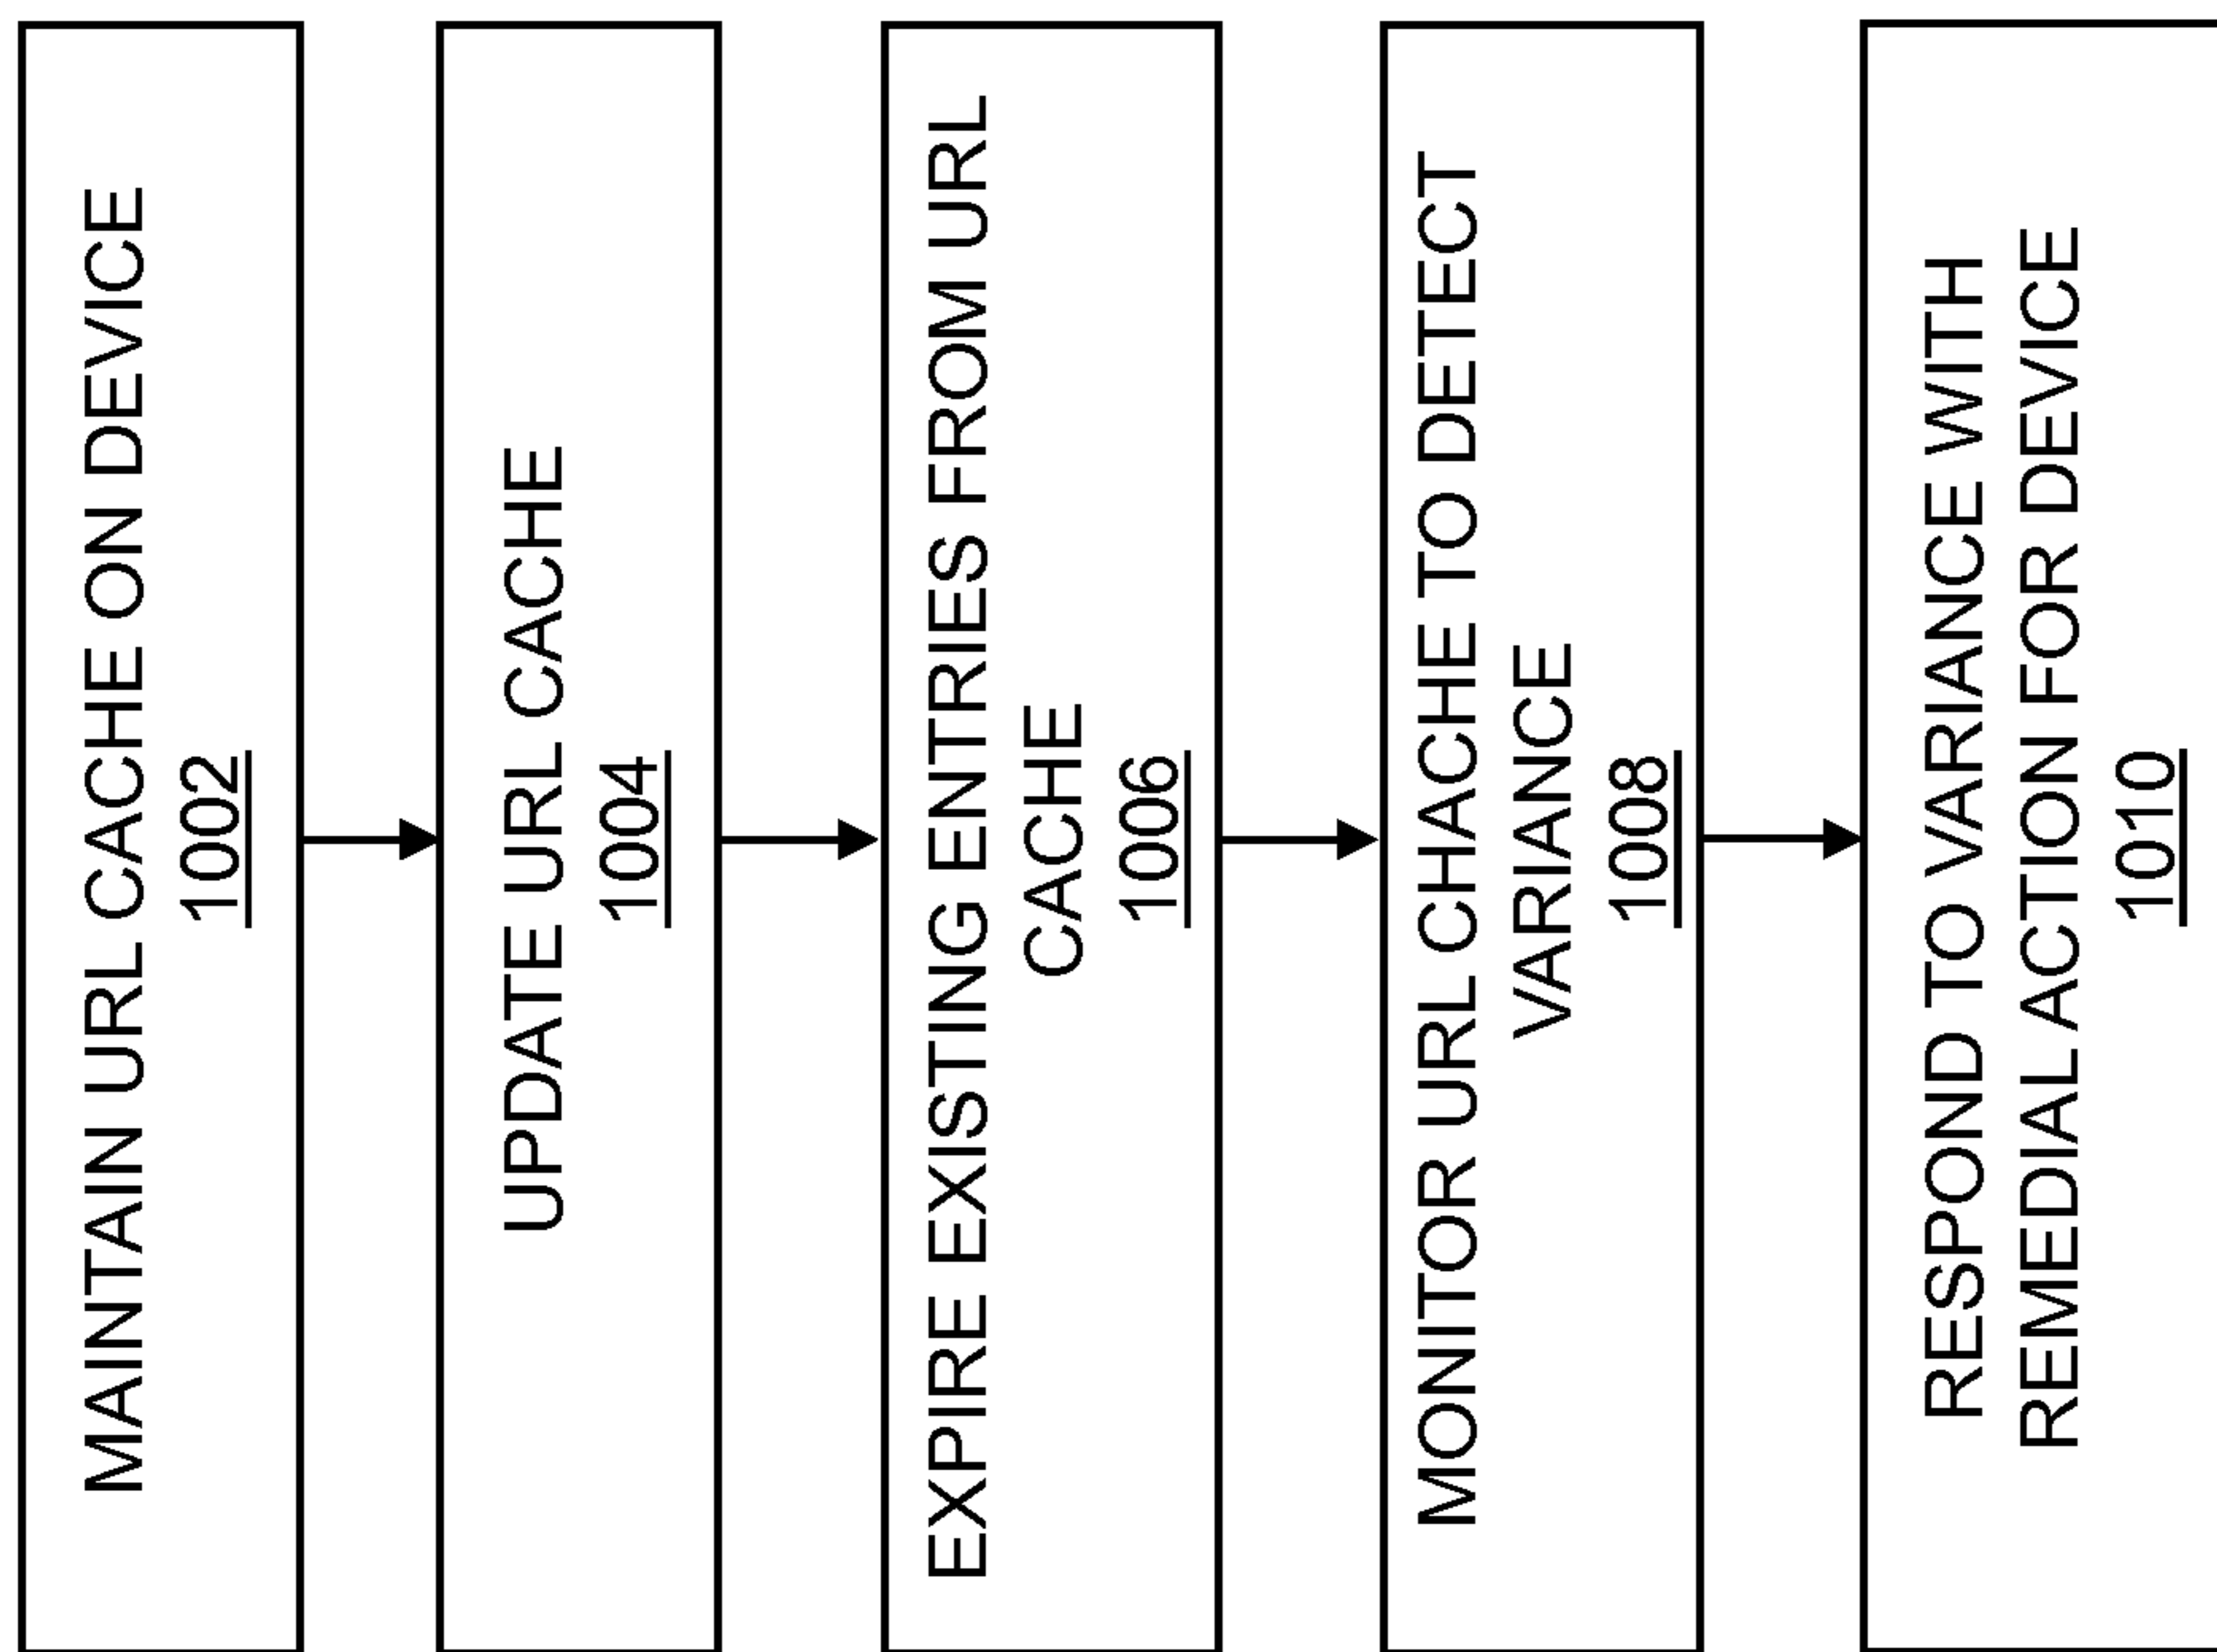 MAINTAIN URL CACHE ON DEVICE
1002
UPDATE URL CACHE
1004
EXPIRE EXISTING ENTRIES FROM URL
CACHE
1006
MONITOR URL CHACHE TO DETECT
VARIANCE
1008
RESPOND TO VARIANCE WITH
REMEDIAL ACTION FOR DEVICE
1010